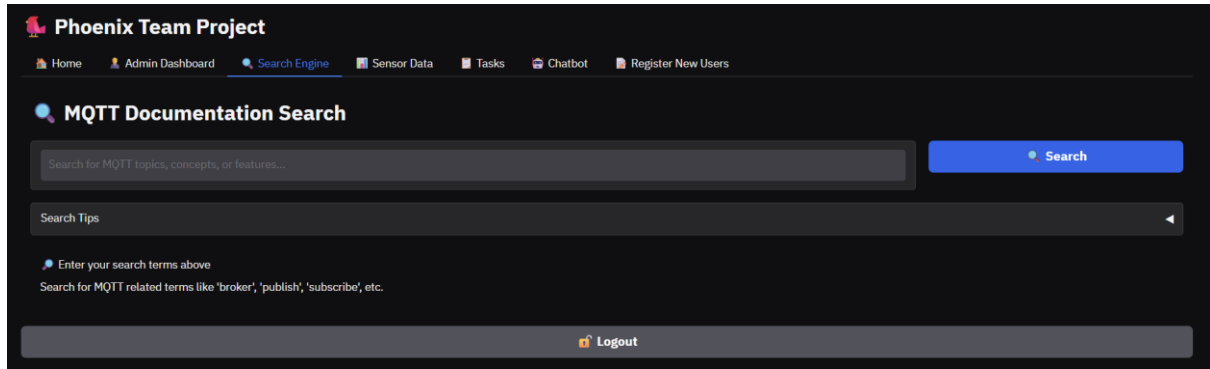 Phoenix Team Project
Home Admin Dashboard Search Engine Sensor Data Tasks Chatbot Register New Users
MQTT Documentation Search
Search for MQTT topics, concepts, or features...
Search
Search Tips
Enter your search terms above
Search for MQTT related terms like 'broker', 'publish', 'subscribe', etc.
Logout